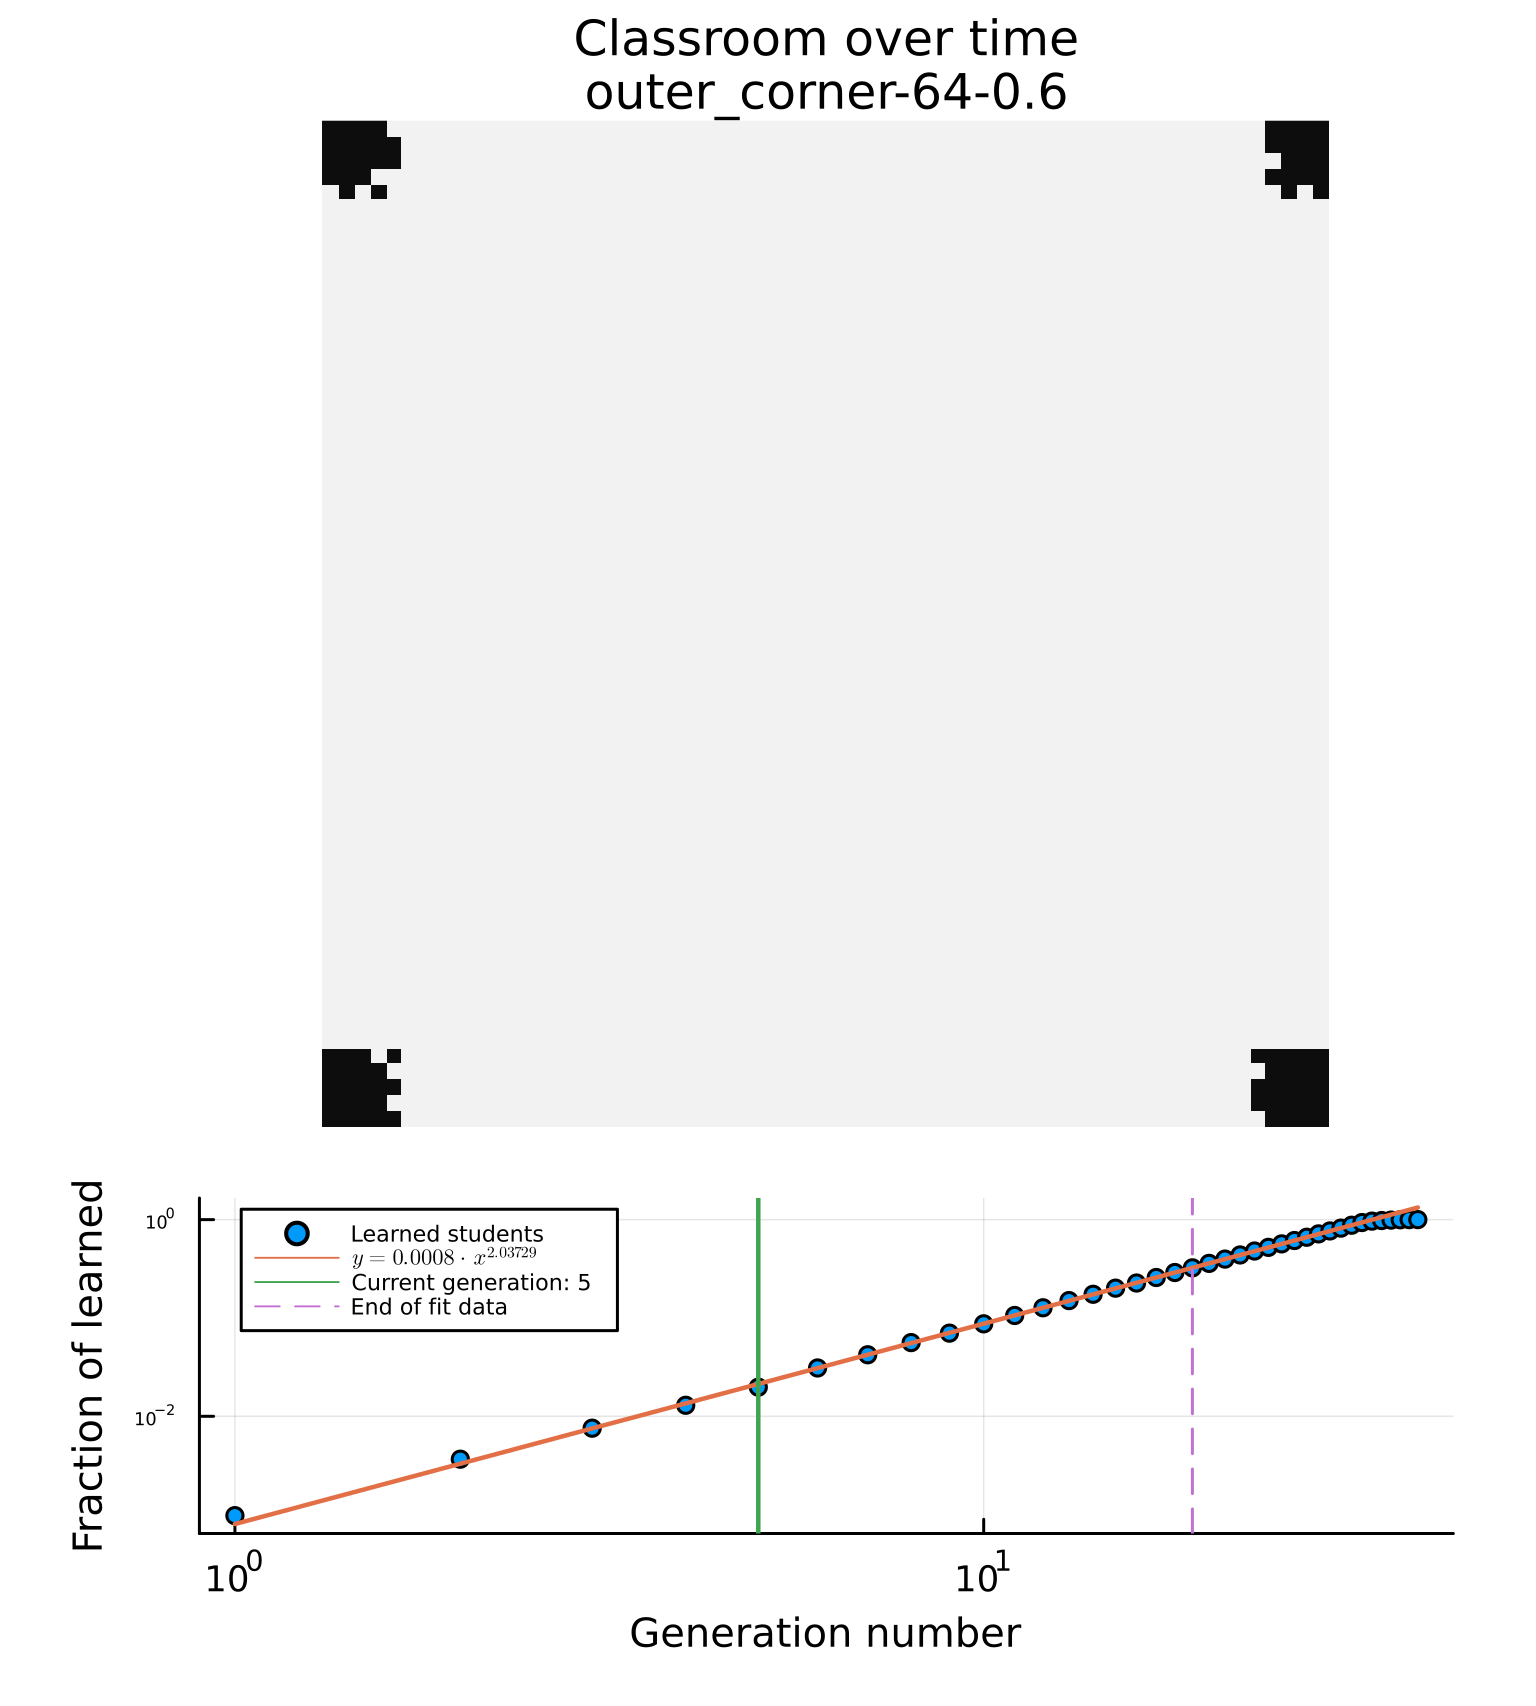 Classroom over time
outer_corner-64-0.6
Fraction of learned
10^0
10^−2
Learned students
y = 0.0008 · x^2.03729
Current generation: 5
End of fit data
10^0
10^1
Generation number